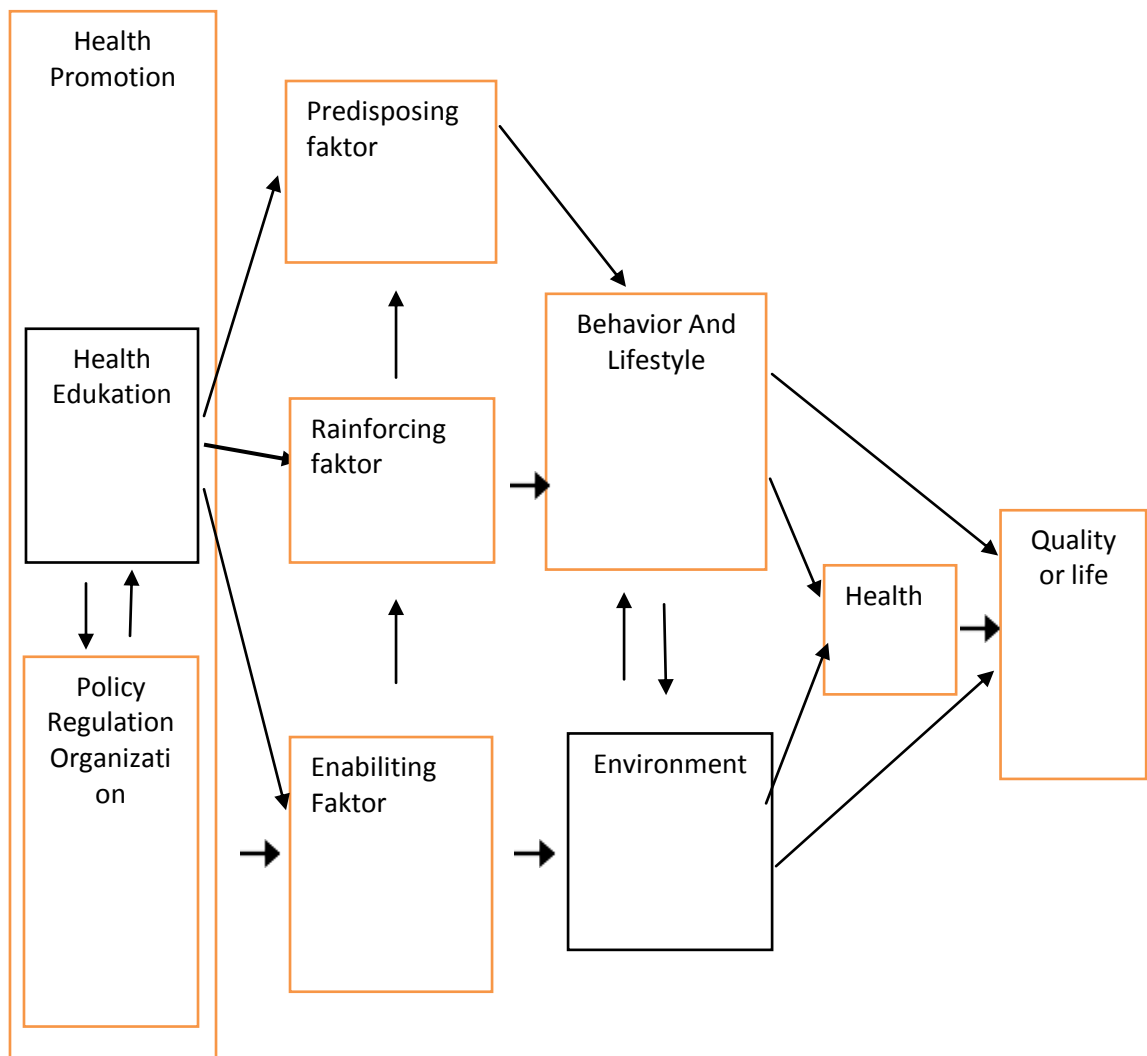 Health
Promotion
Predisposing
faktor
Health
Edukation
Rainforcing
faktor
Behavior And
Lifestyle
Policy
Regulation
Organizati
on
Enabiliting
Faktor
Environment
Health
Quality
or life